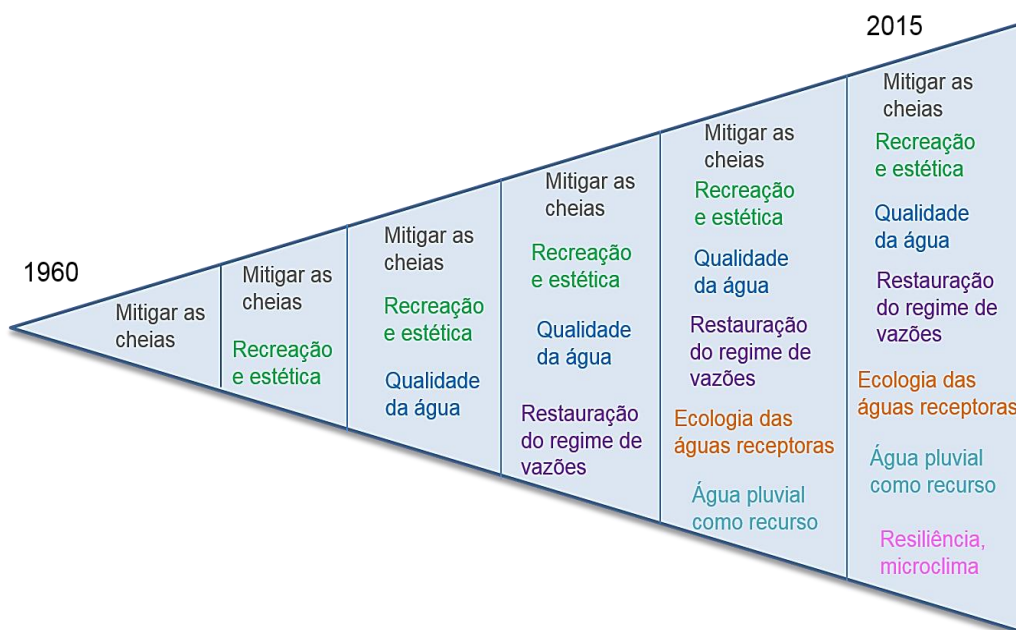 1960
Mitigar as
cheias
Mitigar as
cheias
Recreação
e estética
Mitigar as
cheias
Recreação
e estética
Qualidade
da água
Mitigar as
cheias
Recreação
e estética
Qualidade
da água
Restauração
do regime de
vazões
Mitigar as
cheias
Recreação
e estética
Qualidade
da água
Restauração
do regime de
vazões
Ecologia das
águas receptoras
Água pluvial
como recurso
2015
Mitigar as
cheias
Recreação
e estética
Qualidade
da água
Restauração
do regime de
vazões
Ecologia das
águas receptoras
Água pluvial
como recurso
Resiliência,
microclima